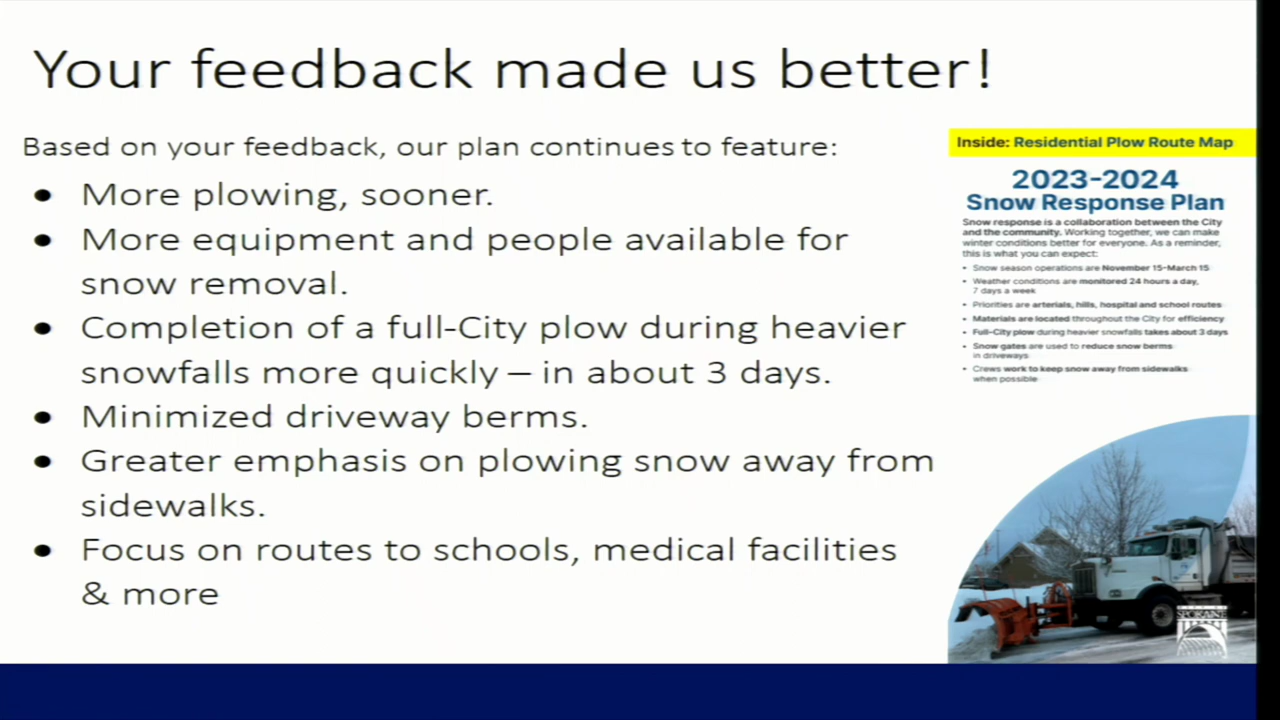 Your feedback made us better!
Based on your feedback, our plan continues to feature:
• More plowing, sooner.
• More equipment and people available for
snow removal.
• Completion of a full-City plow during heavier
snowfalls more quickly – in about 3 days.
• Minimized driveway berms.
• Greater emphasis on plowing snow away from
sidewalks.
• Focus on routes to schools, medical facilities
& more
Inside: Residential Plow Route Map
2023-2024
Snow Response Plan
Snow response is a collaboration between the City
and the community. Working together, we can make
winter conditions better for everyone. As a reminder,
this is what you can expect:
• Snow season operations are November 15-March 15
• Weather conditions are monitored 24 hours a day,
7 days a week
• Priorities are arterials, hills, hospital and school routes
• Materials are located throughout the City for efficiency
• Full-City plow during heavier snowfalls takes about 3 days
• Snow gates are used to reduce snow berms
in driveways
• Crews work to keep snow away from sidewalks
when possible
CITY OF
SPOKANE